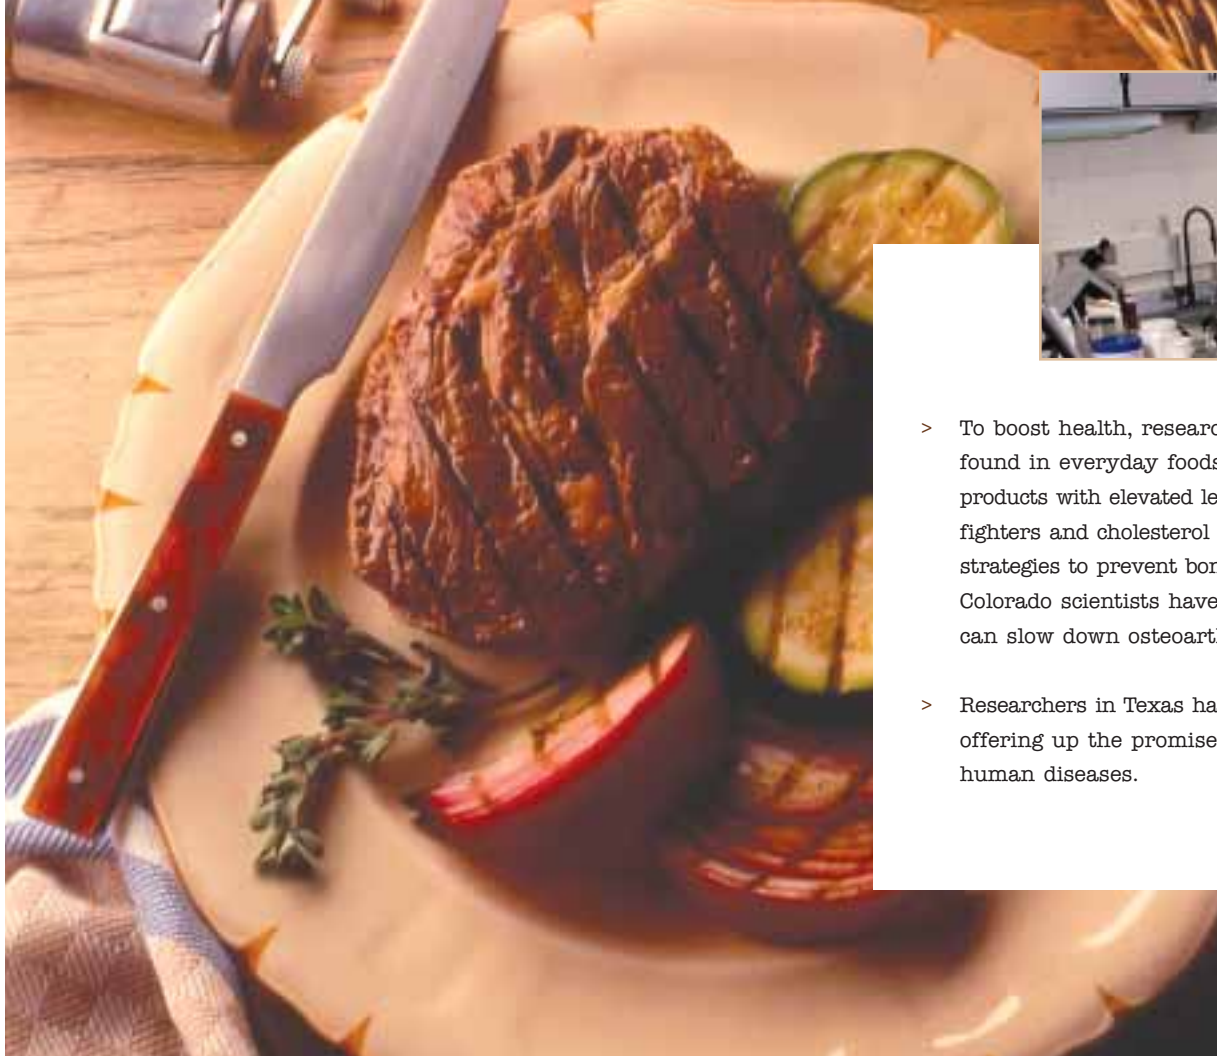 > To boost health, researc
found in everyday foods
products with elevated le
fighters and cholesterol
strategies to prevent bon
Colorado scientists have
can slow down osteoart
> Researchers in Texas ha
offering up the promise
human diseases.